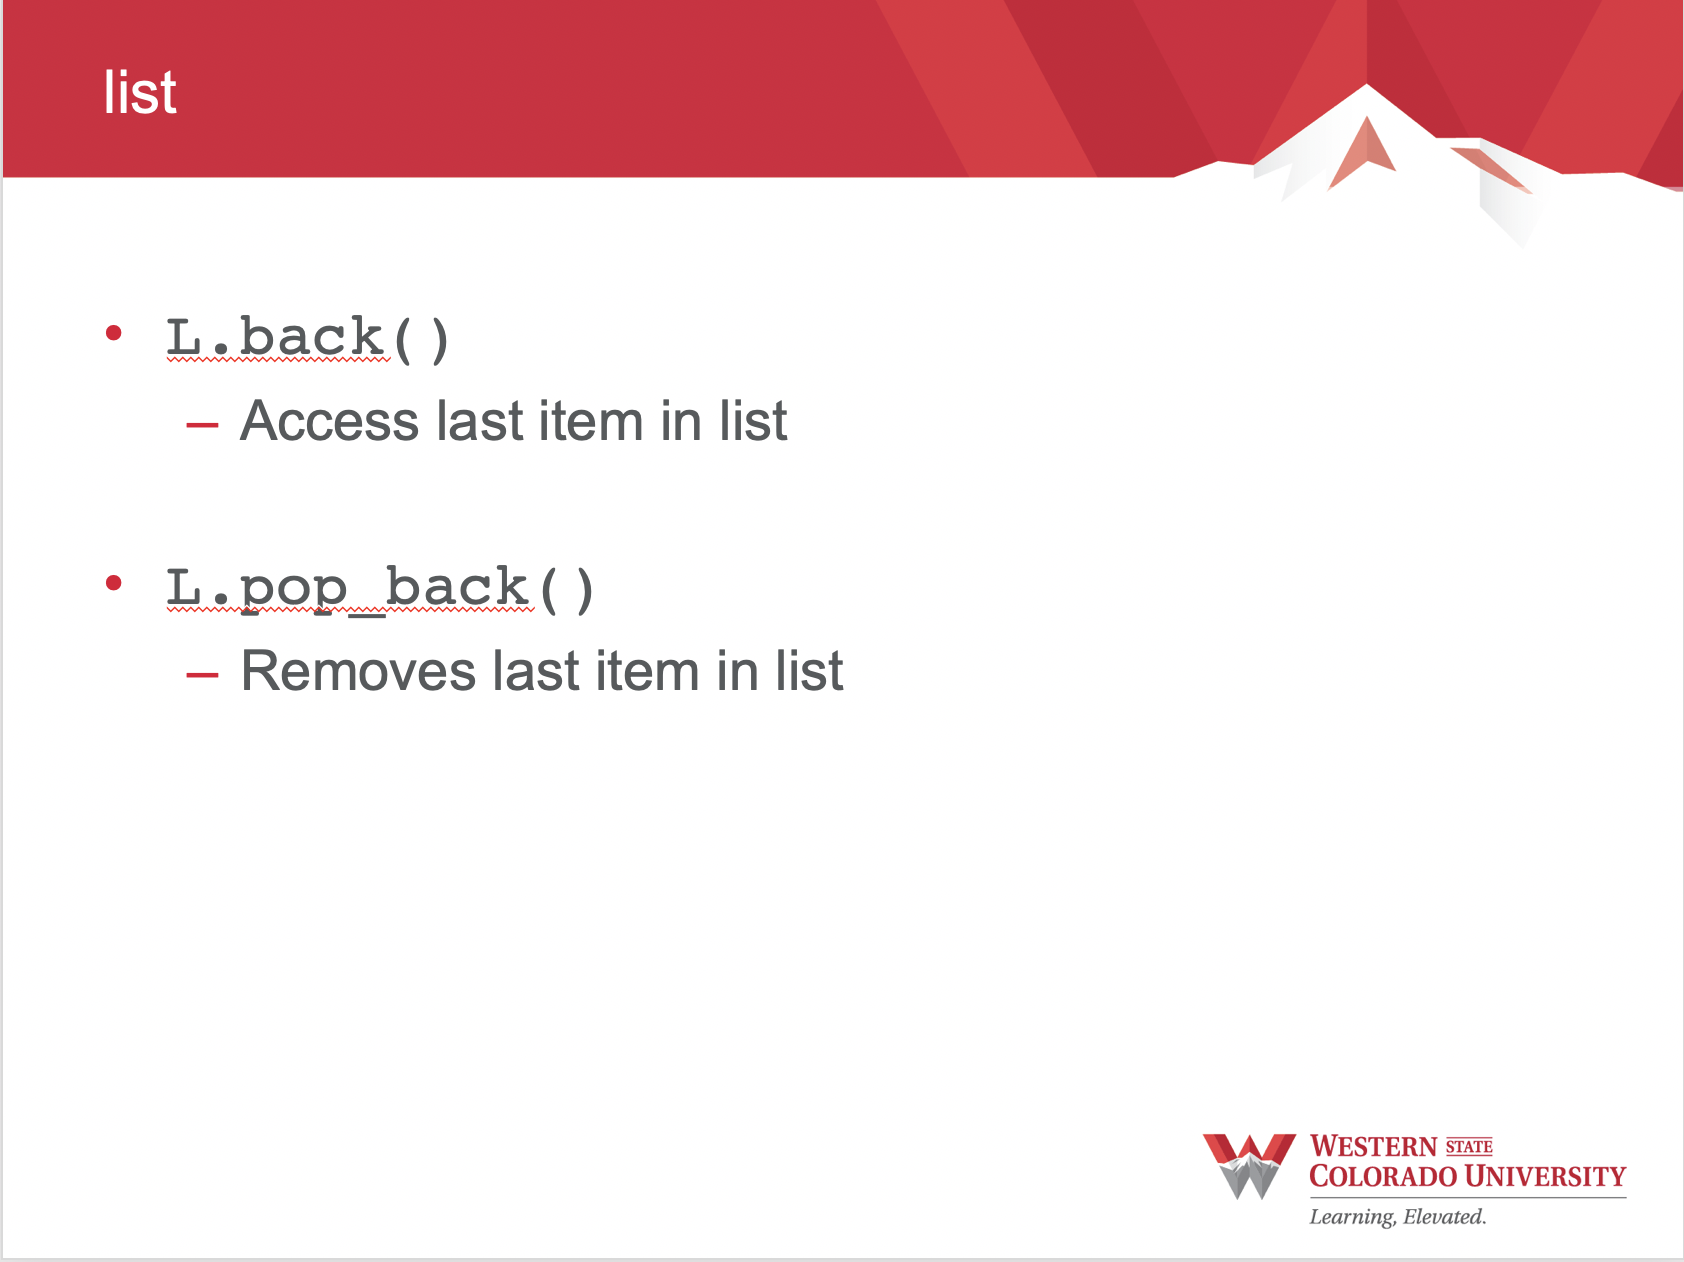 list
• L.back()
– Access last item in list
• L.pop_back()
– Removes last item in list
WESTERN STATE
COLORADO UNIVERSITY
Learning, Elevated.